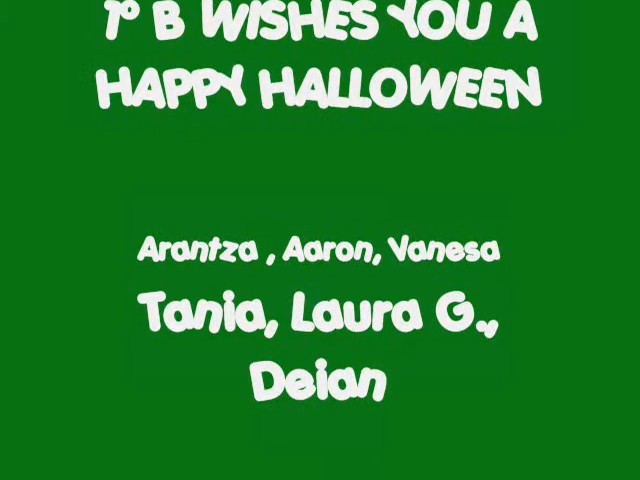 1º B WISHES YOU A
HAPPY HALLOWEEN
Arantza , Aaron, Vanesa
Tania, Laura G.,
Deian